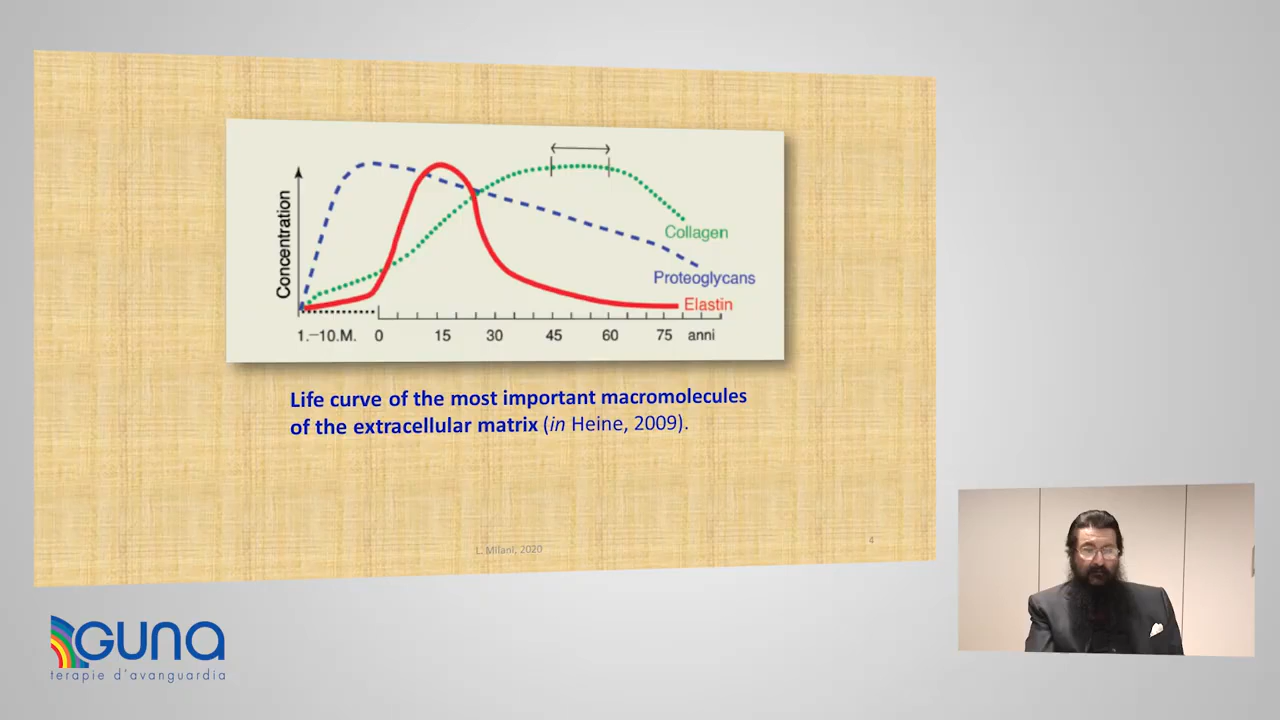 Concentration
Collagen
Proteoglycans
Elastin
1.–10.M. 0 15 30 45 60 75 anni
Life curve of the most important macromolecules
of the extracellular matrix (in Heine, 2009).
L. Milani, 2020
4
GUNA
terapie d'avanguardia